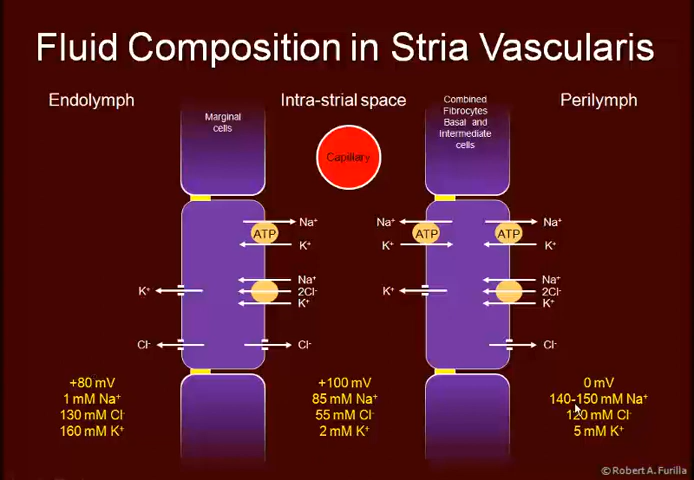 Fluid Composition in Stria Vascularis
Endolymph
Marginal
cells
Intra-strial space
Capillary
Combined
Fibrocytes
Basal and
Intermediate
cells
Perilymph
ATP
Na⁺
K⁺
Na⁺
2Cl⁻
K⁺
K⁺
Cl⁻
Cl⁻
Na⁺
K⁺
ATP
ATP
Na⁺
K⁺
K⁺
Na⁺
2Cl⁻
K⁺
Cl⁻
+80 mV
1 mM Na⁺
130 mM Cl⁻
160 mM K⁺
+100 mV
85 mM Na⁺
55 mM Cl⁻
2 mM K⁺
0 mV
140-150 mM Na⁺
120 mM Cl⁻
5 mM K⁺
© Robert A. Furilla